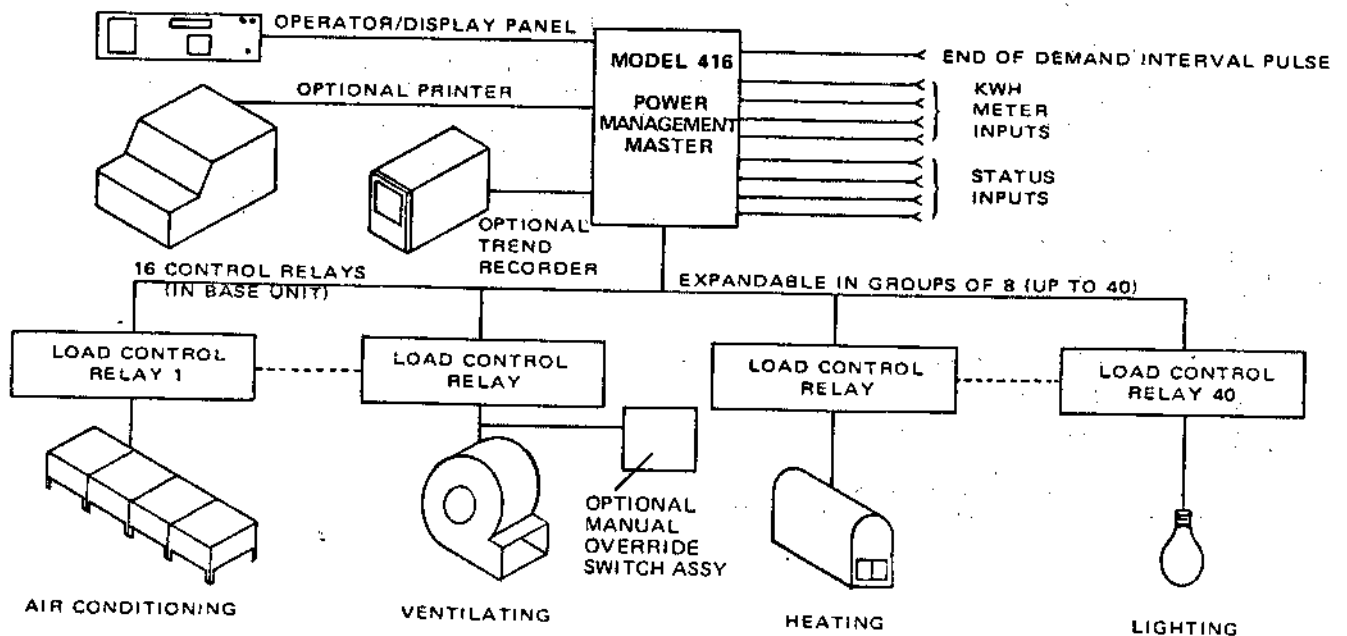 OPERATOR/DISPLAY PANEL
OPTIONAL PRINTER
MODEL 416
POWER
MANAGEMENT
MASTER
END OF DEMAND INTERVAL PULSE
KWH
METER
INPUTS
STATUS
INPUTS
OPTIONAL
TREND
RECORDER
16 CONTROL RELAYS
(IN BASE UNIT)
EXPANDABLE IN GROUPS OF 8 (UP TO 40)
LOAD CONTROL
RELAY 1
LOAD CONTROL
RELAY
LOAD CONTROL
RELAY
LOAD CONTROL
RELAY 40
OPTIONAL
MANUAL
OVERRIDE
SWITCH ASSY
AIR CONDITIONING
VENTILATING
HEATING
LIGHTING